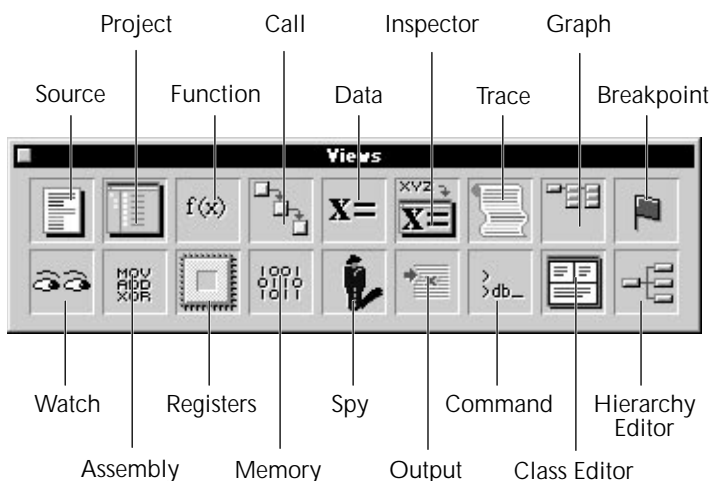 Project Call Inspector Graph
Source Function Data Trace Breakpoint
Views
f(x) X= XYZ X=
MOV
ADD
XOR
1001
0110
1011
>
>db_
Watch Registers Spy Command Hierarchy
Editor
Assembly Memory Output Class Editor